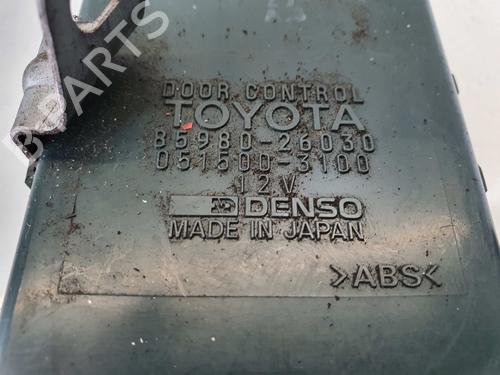 PARTS
DOOR CONTROL
TOYOTA
85980-26030
051500-3100
12V
DENSO
MADE IN JAPAN
>ABS<